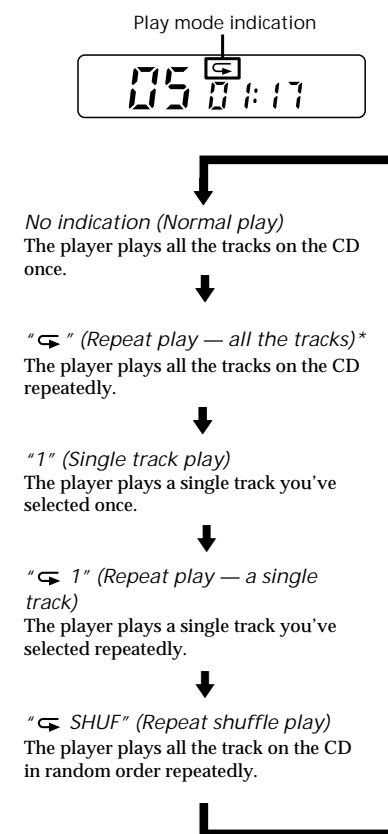 Play mode indication
05 01:17
No indication (Normal play)
The player plays all the tracks on the CD
once.
“ ” (Repeat play — all the tracks)*
The player plays all the tracks on the CD
repeatedly.
“1” (Single track play)
The player plays a single track you’ve
selected once.
“ 1” (Repeat play — a single
track)
The player plays a single track you’ve
selected repeatedly.
“ SHUF” (Repeat shuffle play)
The player plays all the track on the CD
in random order repeatedly.